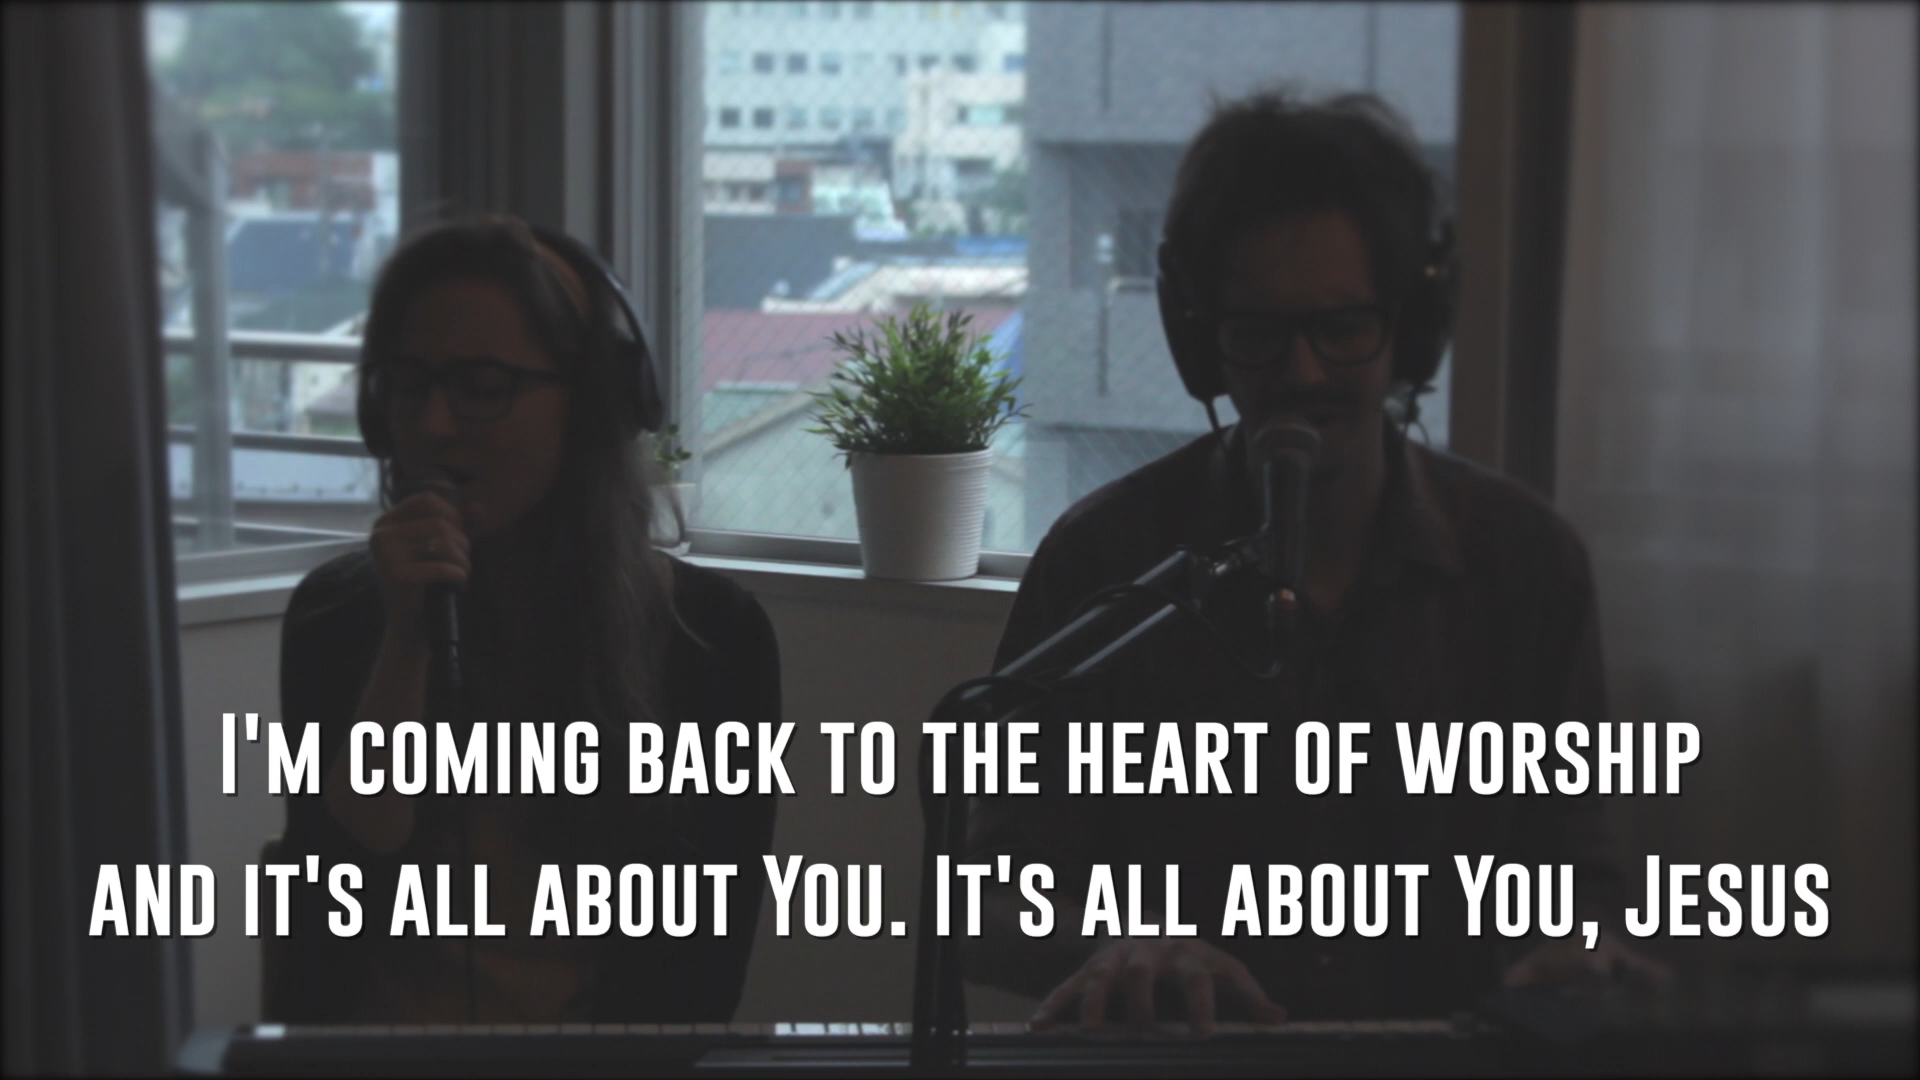 I'm coming back to the heart of worship
and it's all about You. It's all about You, Jesus